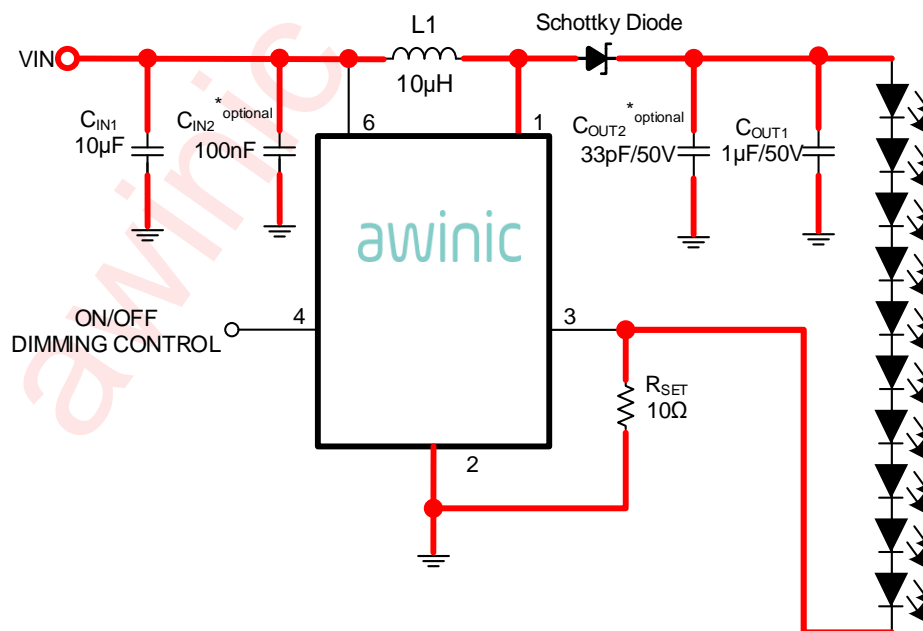 L1
Schottky Diode
VIN
10µH
CIN1
10µF
CIN2
*optional
100nF
6
1
COUT2
*optional
33pF/50V
COUT1
1µF/50V
awinic
ON/OFF
DIMMING CONTROL
4
3
RSET
10Ω
2
awinic